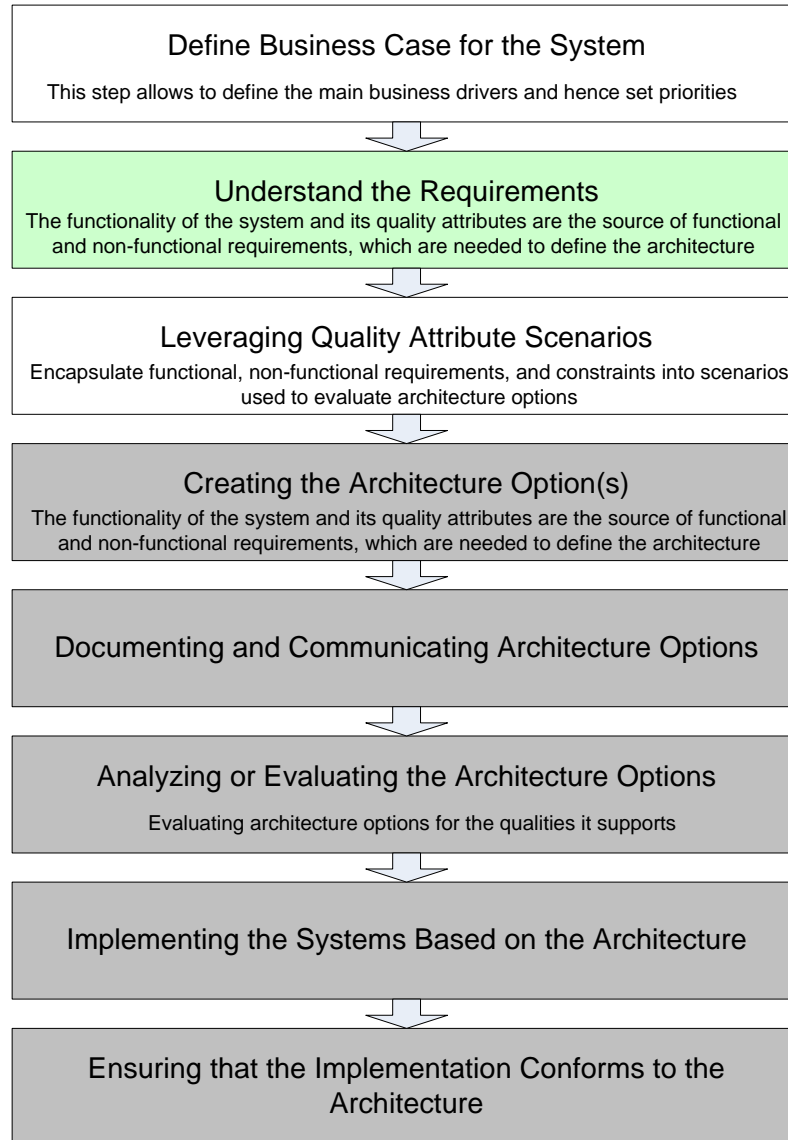 Define Business Case for the System
This step allows to define the main business drivers and hence set priorities
Understand the Requirements
The functionality of the system and its quality attributes are the source of functional
and non-functional requirements, which are needed to define the architecture
Leveraging Quality Attribute Scenarios
Encapsulate functional, non-functional requirements, and constraints into scenarios
used to evaluate architecture options
Creating the Architecture Option(s)
The functionality of the system and its quality attributes are the source of functional
and non-functional requirements, which are needed to define the architecture
Documenting and Communicating Architecture Options
Analyzing or Evaluating the Architecture Options
Evaluating architecture options for the qualities it supports
Implementing the Systems Based on the Architecture
Ensuring that the Implementation Conforms to the
Architecture